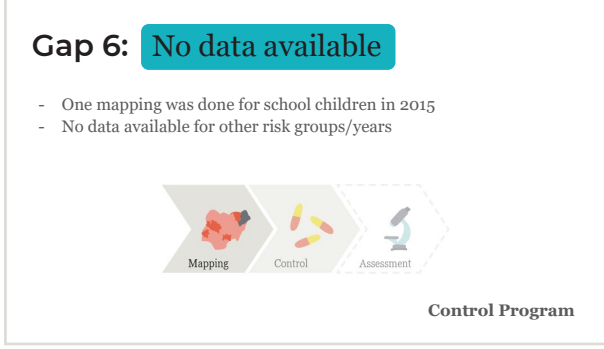 Gap 6: No data available
- One mapping was done for school children in 2015
- No data available for other risk groups/years
Mapping Control Assessment
Control Program